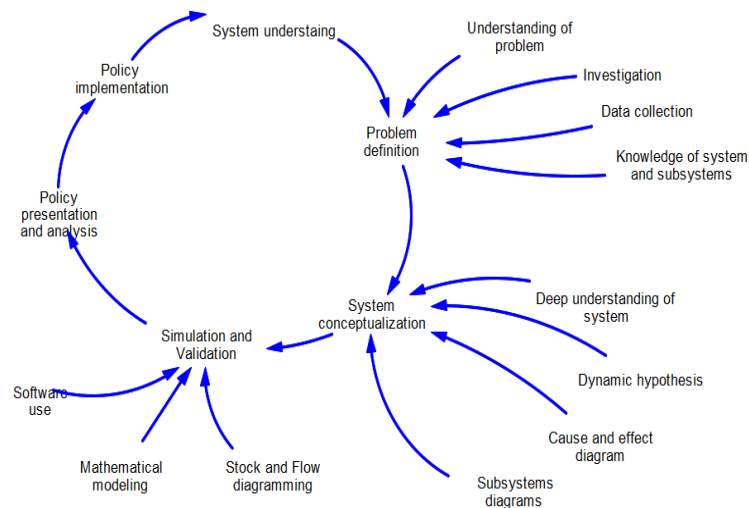 System understaing
Understanding of
problem
Investigation
Data collection
Knowledge of system
and subsystems
Problem
definition
Policy
implementation
Policy
presentation
and analysis
System
conceptualization
Deep understanding of
system
Dynamic hypothesis
Cause and effect
diagram
Subsystems
diagrams
Simulation and
Validation
Software
use
Mathematical
modeling
Stock and Flow
diagramming